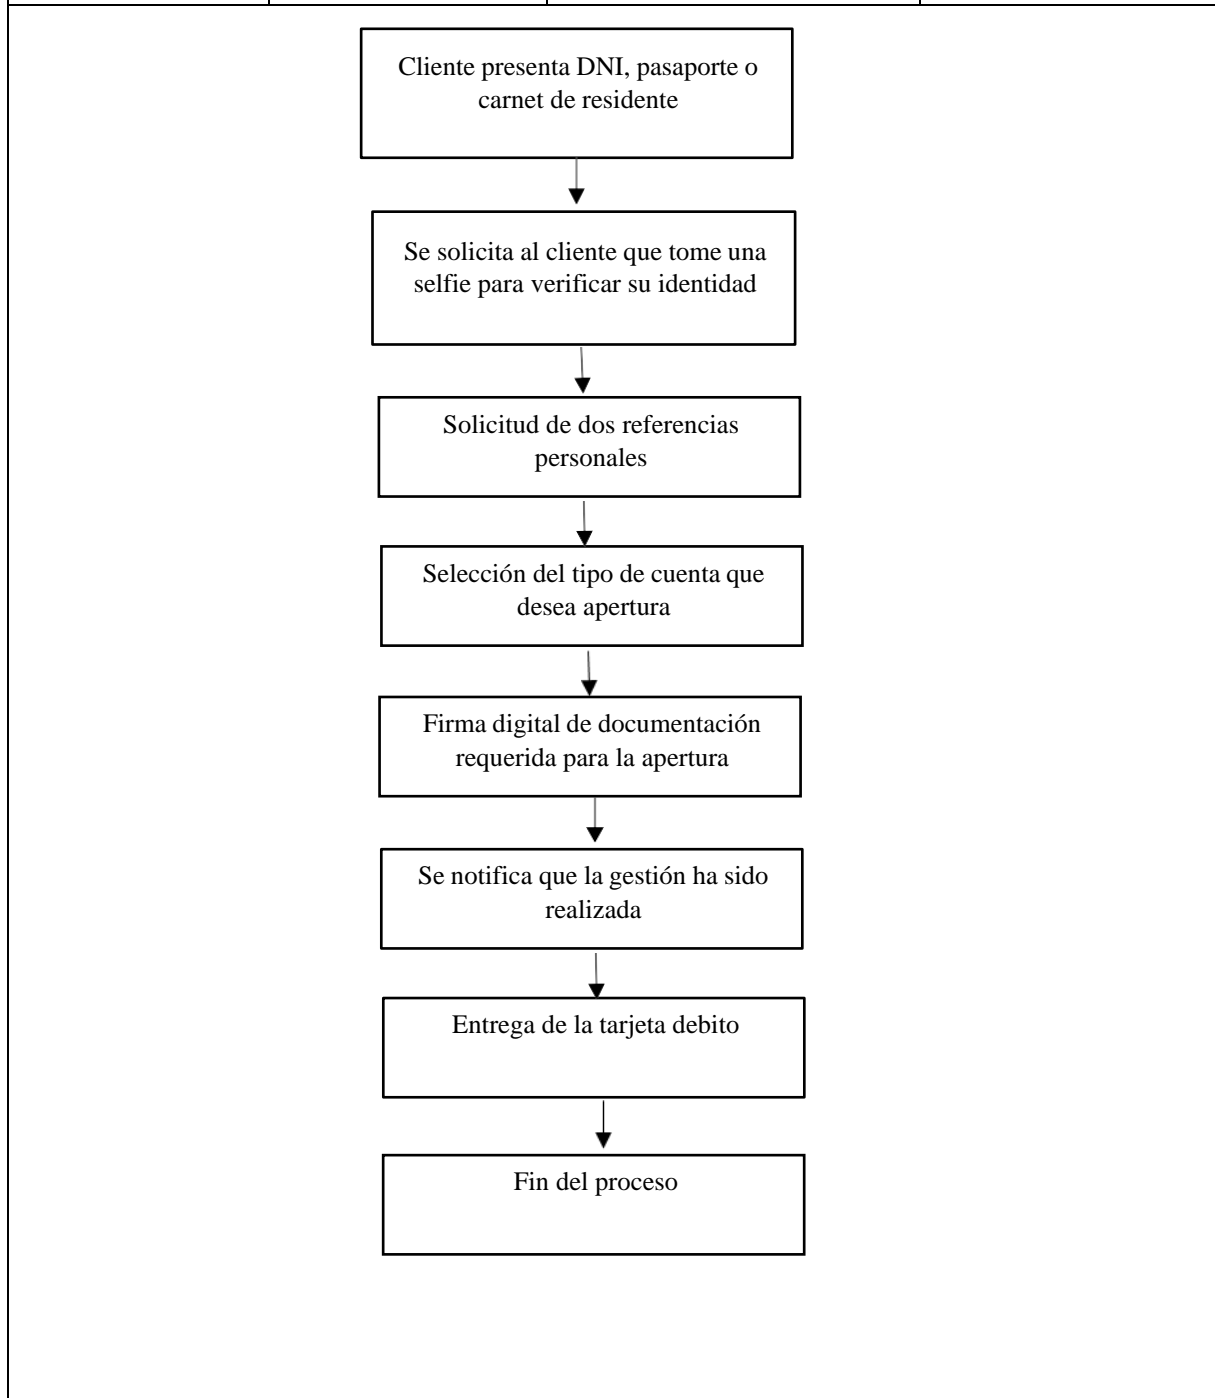 Cliente presenta DNI, pasaporte o
carnet de residente
Se solicita al cliente que tome una
selfie para verificar su identidad
Solicitud de dos referencias
personales
Selección del tipo de cuenta que
desea apertura
Firma digital de documentación
requerida para la apertura
Se notifica que la gestión ha sido
realizada
Entrega de la tarjeta debito
Fin del proceso